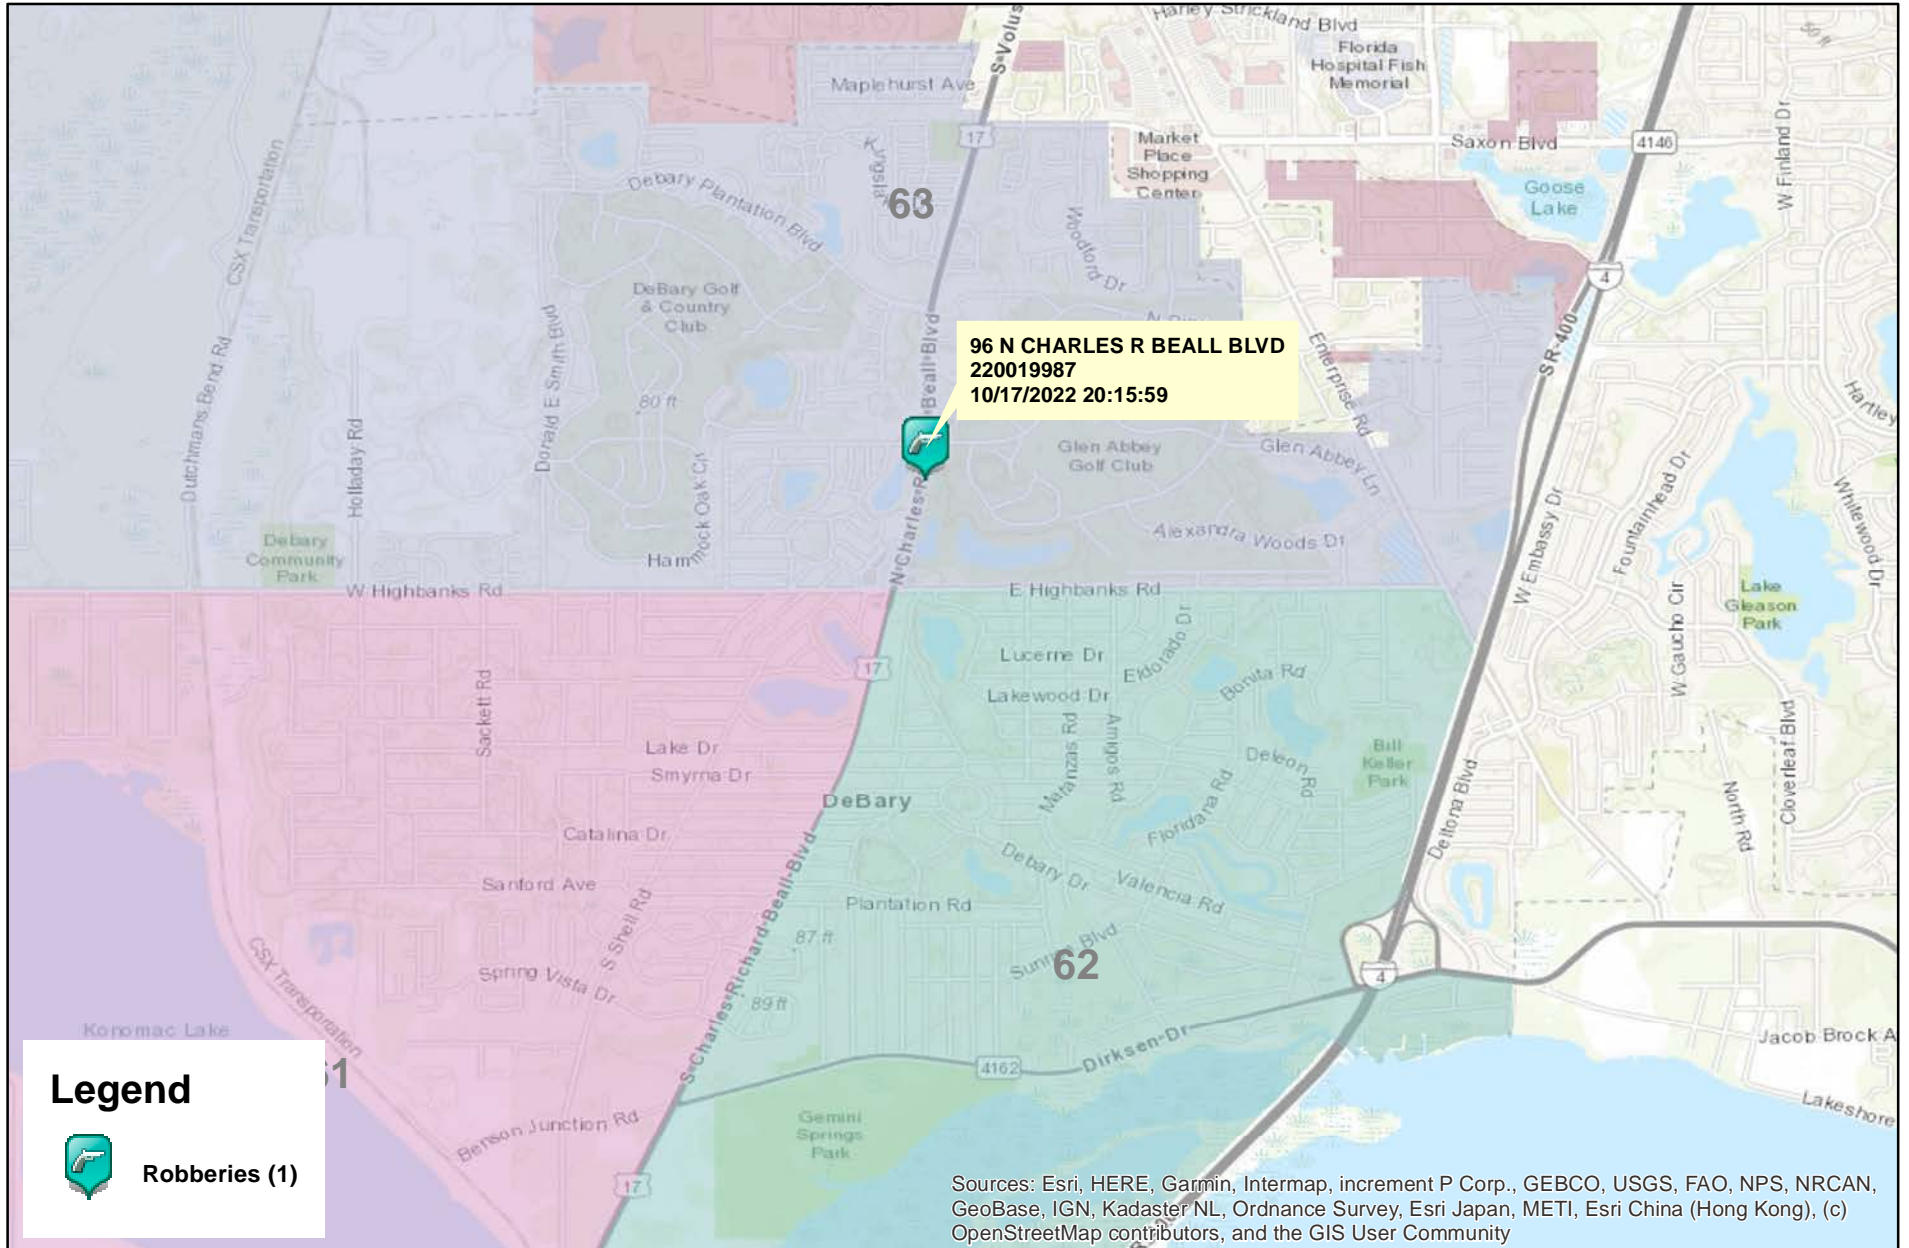 Harley Strickland Blvd
50 ft
S Volus
Florida
Hospital Fish
Memorial
Maplehurst Ave
17
Market
Place
Shopping
Center
Saxon Blvd
4146
W Finland Dr
CSX Transportation
Debary Plantation Blvd
63
Goose
Lake
Woodford Dr
4
DeBary Golf
& Country
Club
Donald E Smith Blvd
Beall Blvd
SR-400
96 N CHARLES R BEALL BLVD
220019987
10/17/2022 20:15:59
Enterprise Rd
Dutchmans Bend Rd
80 ft
Hartley
Holladay Rd
Glen Abbey
Golf Club
Glen Abbey Ln
Hammock Oak Cir
N Charles R
Alexandra Woods Dr
W Embassy Dr
Fountainhead Dr
Whitewood Dr
Debary
Community
Park
W Highbanks Rd
E Highbanks Rd
Lake
Gleason
Park
W Gaucho Cir
Lucerne Dr
Eldorado Dr
17
Lakewood Dr
Bonita Rd
Sackett Rd
Matanzas Rd
Amigos Rd
Deleon Rd
Bill
Keller
Park
Lake Dr
Smyrna Dr
Cloverleaf Blvd
North Rd
DeBary
Floridana Rd
Deltona Blvd
Catalina Dr
Debary Dr
Valencia Rd
Sanford Ave
Plantation Rd
S Shell Rd
87 ft
62
CSX Transportation
Spring Vista Dr
89 ft
S Charles Richard Beall Blvd
4
Konomac Lake
Jacob Brock A
Dirksen Dr
4162
Lakeshore
Benson Junction Rd
Gemini
Springs
Park
17
Legend
Robberies (1)
Sources: Esri, HERE, Garmin, Intermap, increment P Corp., GEBCO, USGS, FAO, NPS, NRCAN,
GeoBase, IGN, Kadaster NL, Ordnance Survey, Esri Japan, METI, Esri China (Hong Kong), (c)
OpenStreetMap contributors, and the GIS User Community